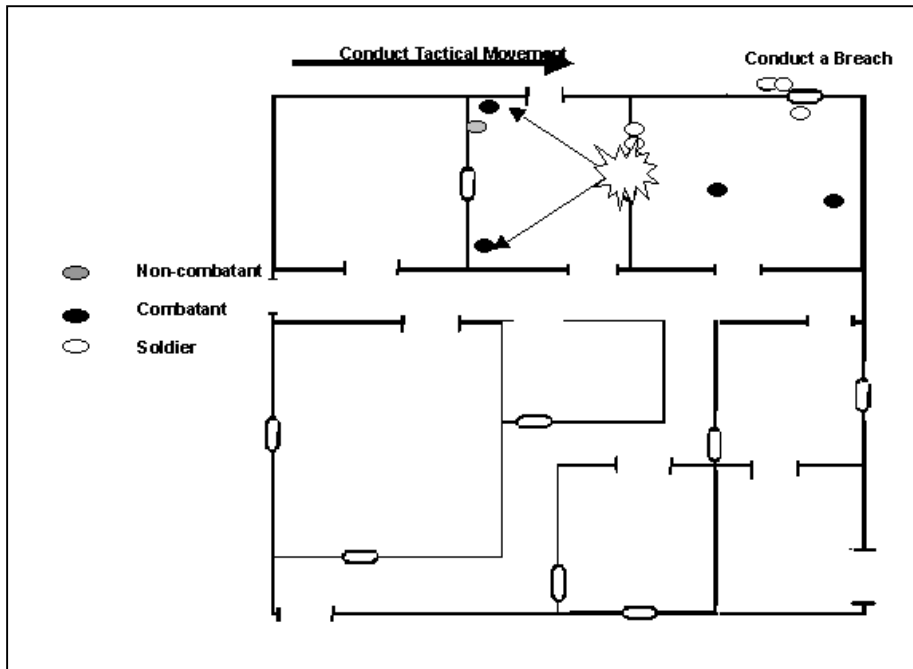 Conduct Tactical Movement
Conduct a Breach
Non-combatant
Combatant
Soldier